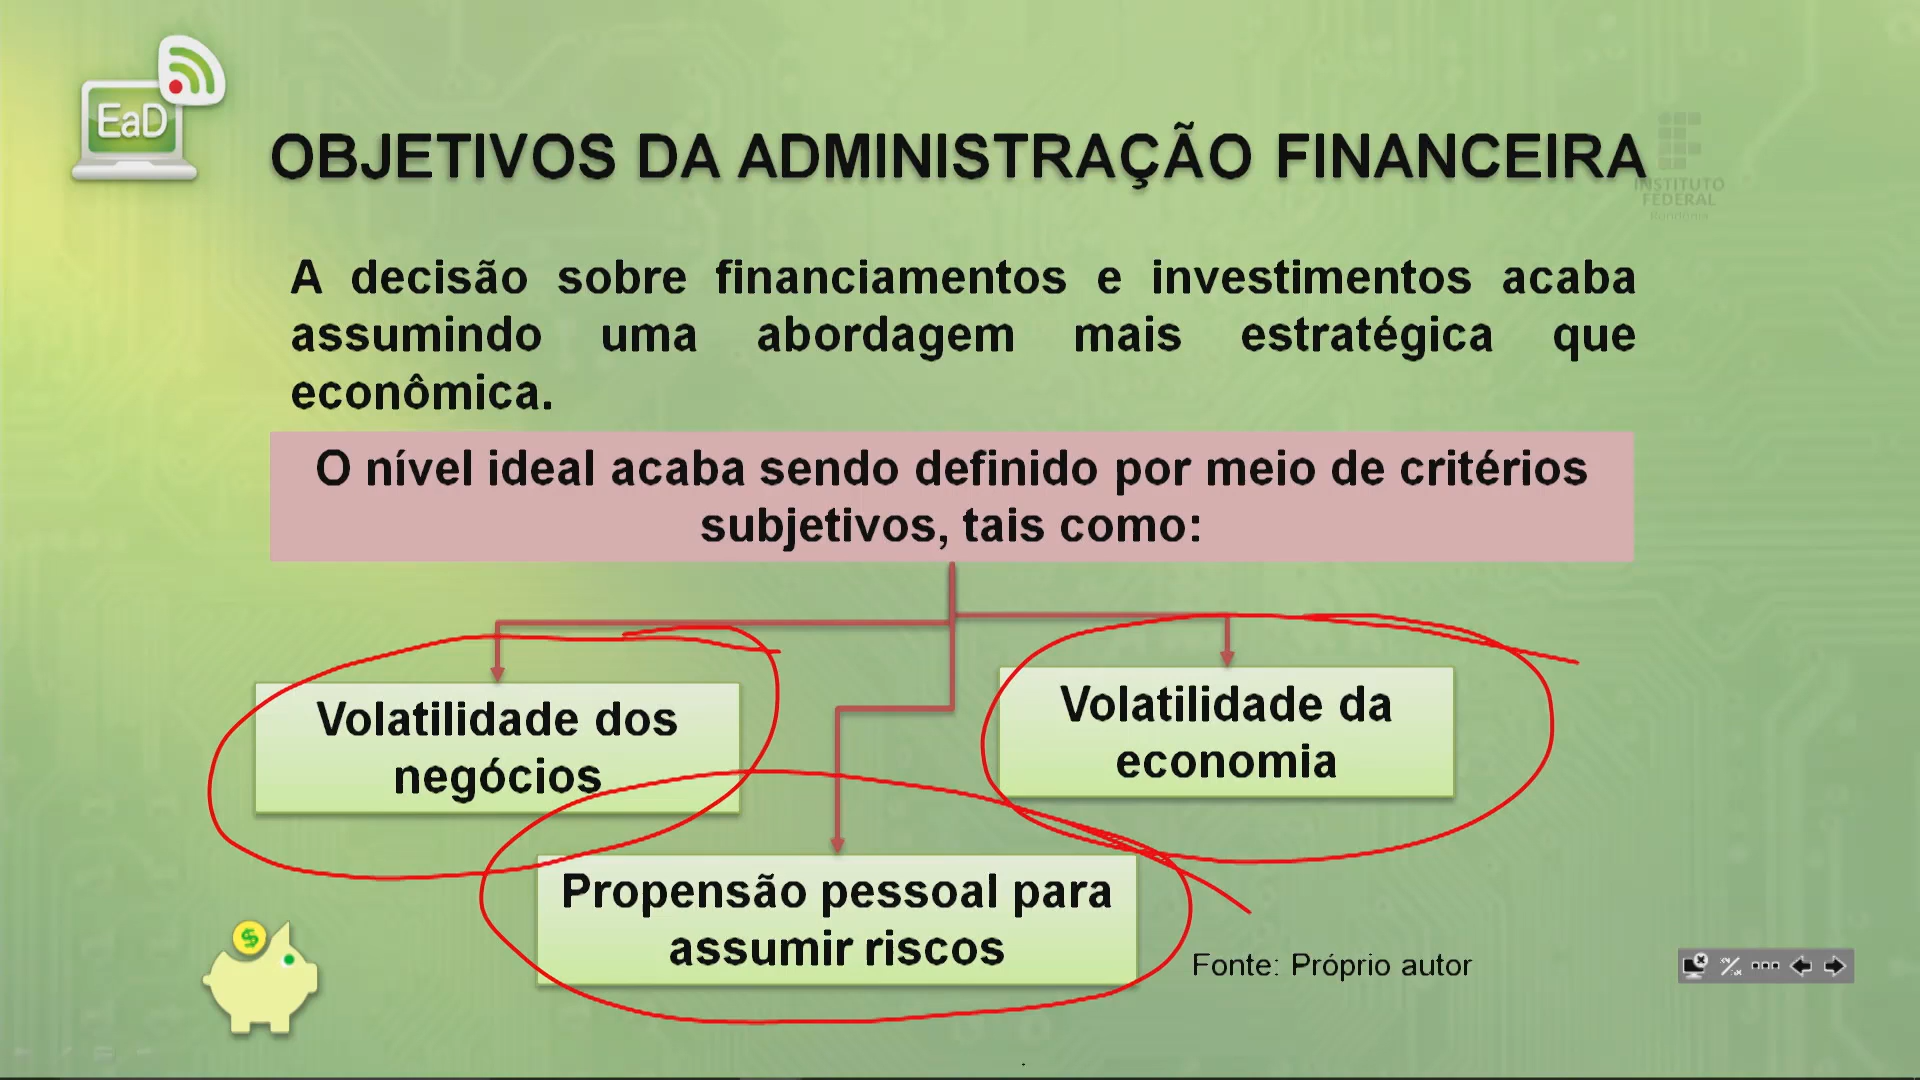 EaD
OBJETIVOS DA ADMINISTRAÇÃO FINANCEIRA
INSTITUTO
FEDERAL
Rondônia
A decisão sobre financiamentos e investimentos acaba
assumindo uma abordagem mais estratégica que
econômica.
O nível ideal acaba sendo definido por meio de critérios
subjetivos, tais como:
Volatilidade dos
negócios
Volatilidade da
economia
Propensão pessoal para
assumir riscos
Fonte: Próprio autor